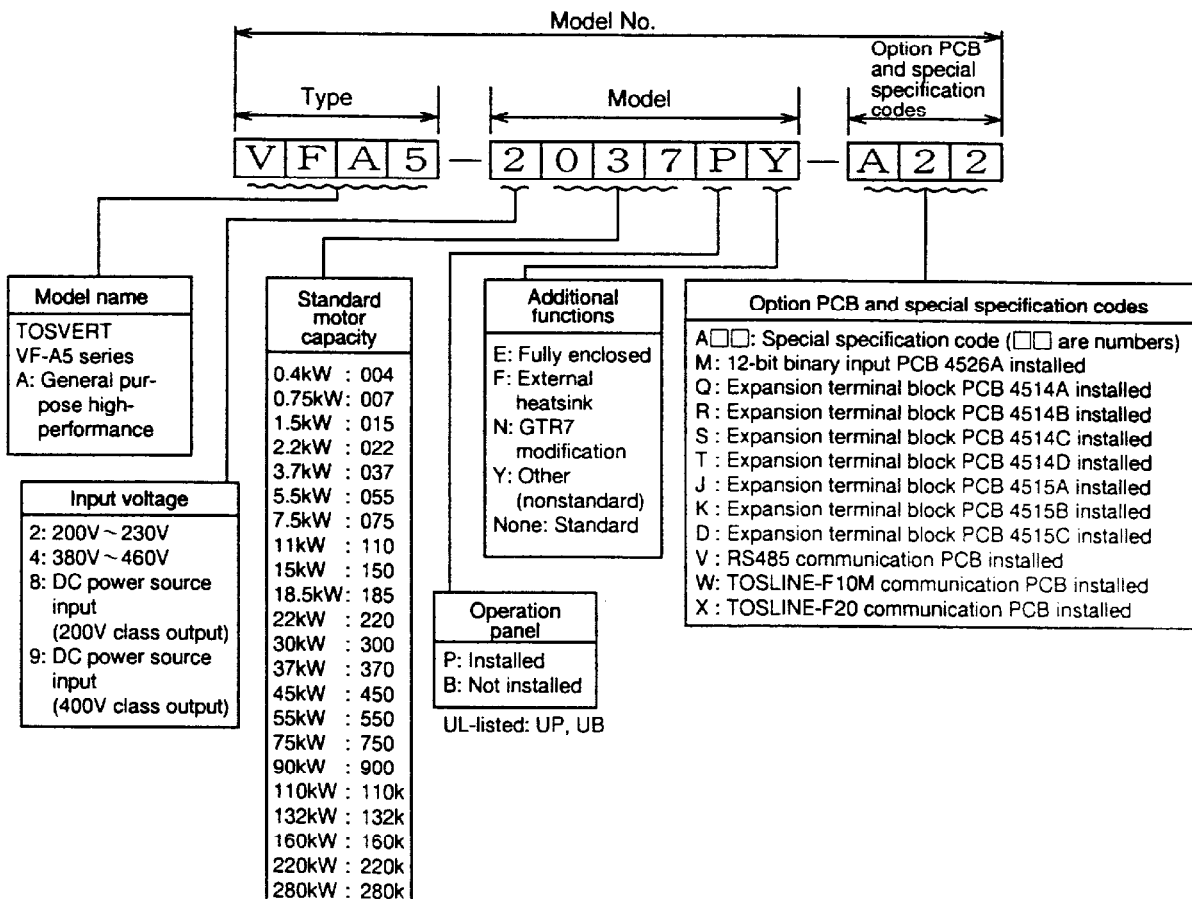 Model No.
Option PCB
and special
specification
codes
Type
Model
VFA5-2037PY-A22
Model name
TOSVERT
VF-A5 series
A: General pur-
pose high-
performance
Input voltage
2: 200V~230V
4: 380V~460V
8: DC power source
input
(200V class output)
9: DC power source
input
(400V class output)
Standard
motor
capacity
0.4kW : 004
0.75kW: 007
1.5kW : 015
2.2kW : 022
3.7kW : 037
5.5kW : 055
7.5kW : 075
11kW : 110
15kW : 150
18.5kW: 185
22kW : 220
30kW : 300
37kW : 370
45kW : 450
55kW : 550
75kW : 750
90kW : 900
110kW : 110k
132kW : 132k
160kW : 160k
220kW : 220k
280kW : 280k
Operation
panel
P: Installed
B: Not installed
UL-listed: UP, UB
Additional
functions
E: Fully enclosed
F: External
heatsink
N: GTR7
modification
Y: Other
(nonstandard)
None: Standard
Option PCB and special specification codes
A□□: Special specification code (□□ are numbers)
M: 12-bit binary input PCB 4526A installed
Q: Expansion terminal block PCB 4514A installed
R: Expansion terminal block PCB 4514B installed
S: Expansion terminal block PCB 4514C installed
T: Expansion terminal block PCB 4514D installed
J: Expansion terminal block PCB 4515A installed
K: Expansion terminal block PCB 4515B installed
D: Expansion terminal block PCB 4515C installed
V: RS485 communication PCB installed
W: TOSLINE-F10M communication PCB installed
X: TOSLINE-F20 communication PCB installed